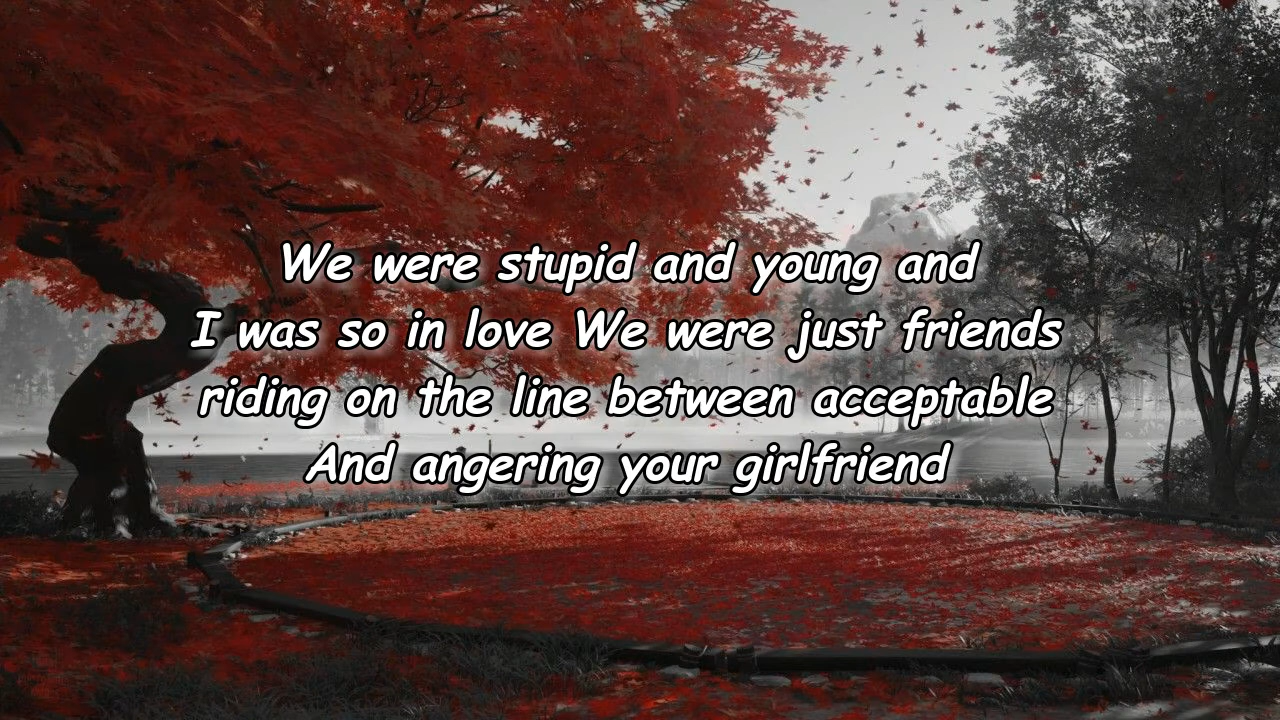 We were stupid and young and
I was so in love We were just friends
riding on the line between acceptable
And angering your girlfriend